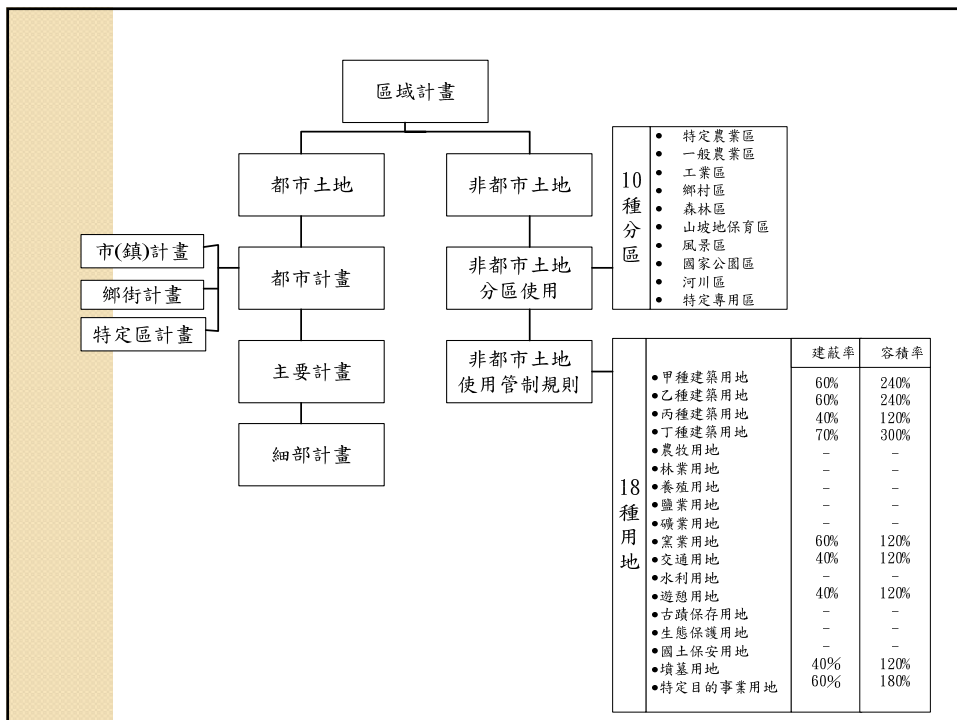 區域計畫
都市土地
非都市土地
市(鎮)計畫
鄉街計畫
特定區計畫
都市計畫
非都市土地
分區使用
主要計畫
非都市土地
使用管制規則
細部計畫
10種分區
• 特定農業區
• 一般農業區
• 工業區
• 鄉村區
• 森林區
• 山坡地保育區
• 風景區
• 國家公園區
• 河川區
• 特定專用區
18種用地
建蔽率 容積率
•甲種建築用地 60% 240%
•乙種建築用地 60% 240%
•丙種建築用地 40% 120%
•丁種建築用地 70% 300%
•農牧用地 － －
•林業用地 － －
•養殖用地 － －
•鹽業用地 － －
•礦業用地 － －
•窯業用地 60% 120%
•交通用地 40% 120%
•水利用地 － －
•遊憩用地 40% 120%
•古蹟保存用地 － －
•生態保護用地 － －
•國土保安用地 － －
•墳墓用地 40% 120%
•特定目的事業用地 60% 180%